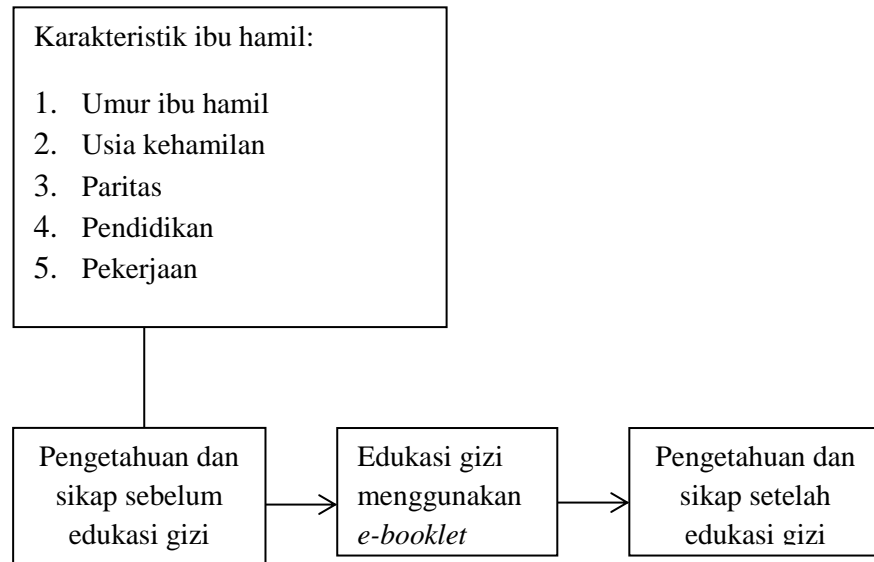 Karakteristik ibu hamil:
1. Umur ibu hamil
2. Usia kehamilan
3. Paritas
4. Pendidikan
5. Pekerjaan
Pengetahuan dan
sikap sebelum
edukasi gizi
Edukasi gizi
menggunakan
e-booklet
Pengetahuan dan
sikap setelah
edukasi gizi